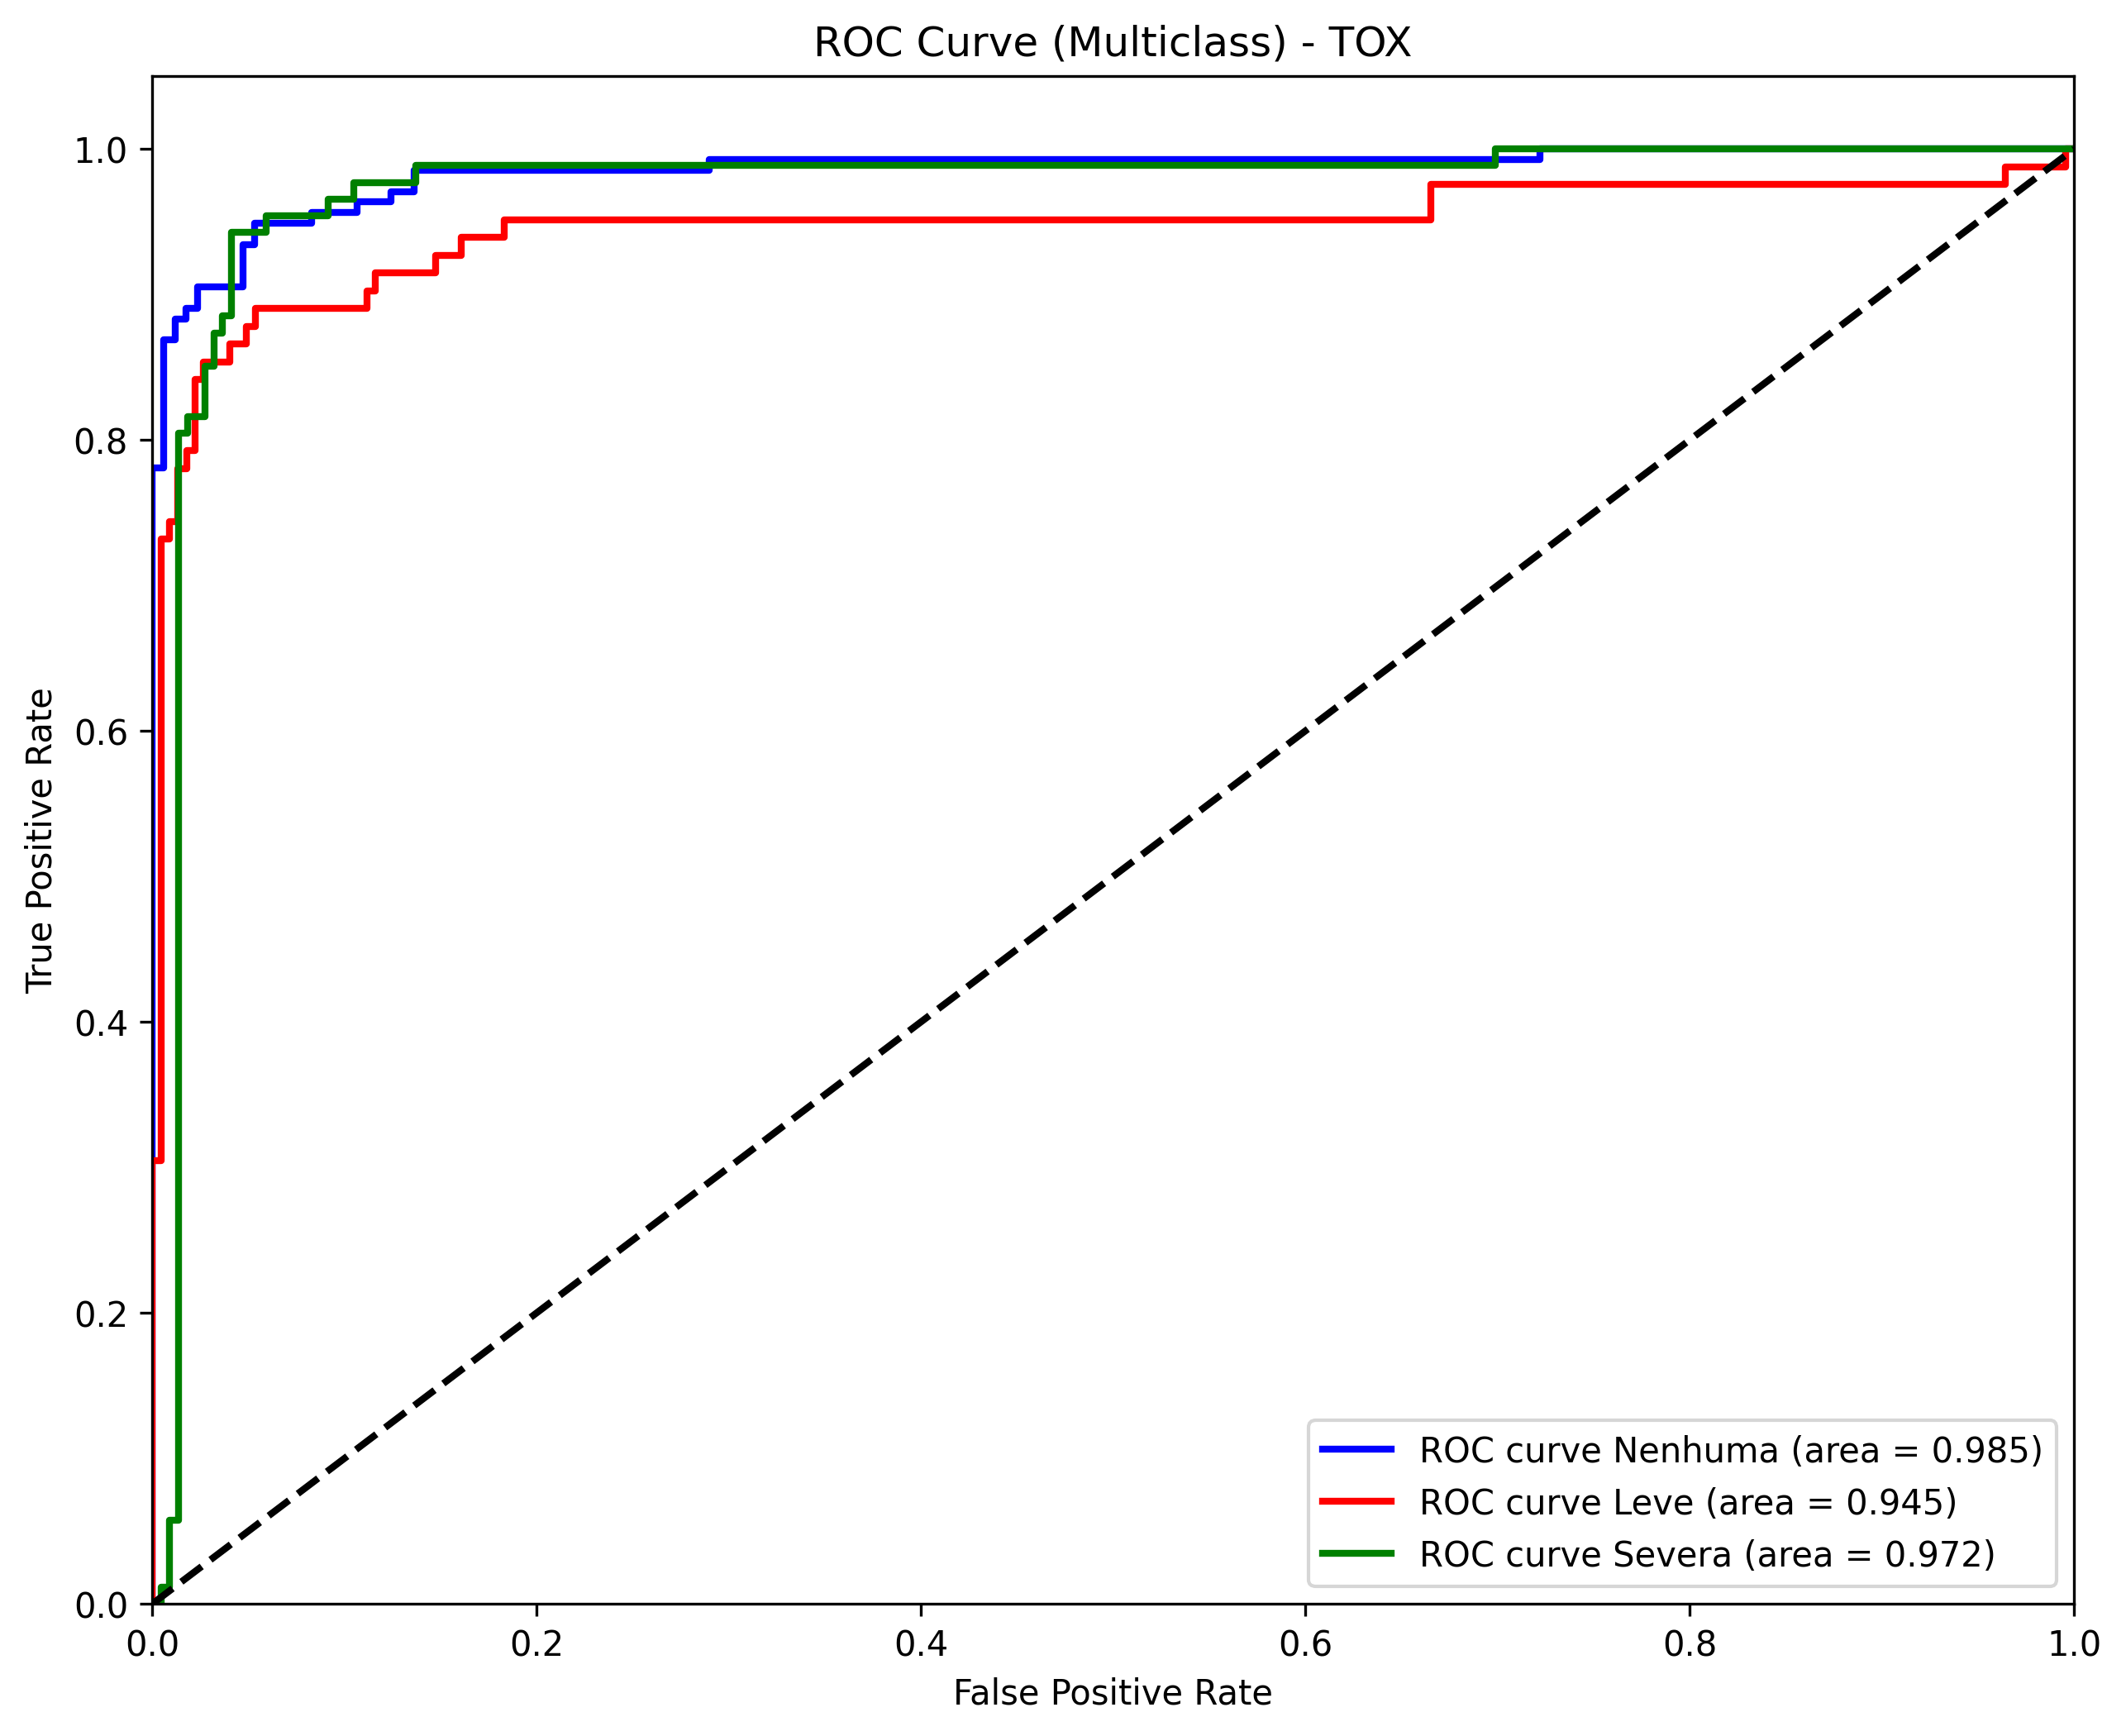 ROC Curve (Multiclass) - TOX
True Positive Rate
1.0
0.8
0.6
0.4
0.2
0.0
0.0 0.2 0.4 0.6 0.8 1.0
False Positive Rate
ROC curve Nenhuma (area = 0.985)
ROC curve Leve (area = 0.945)
ROC curve Severa (area = 0.972)